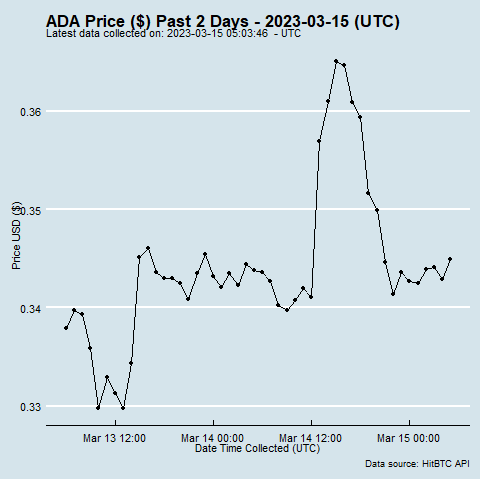 ADA Price ($) Past 2 Days - 2023-03-15 (UTC)
Latest data collected on: 2023-03-15 05:03:46 - UTC
0.36
0.35
0.34
0.33
Price USD ($)
Mar 13 12:00 Mar 14 00:00 Mar 14 12:00 Mar 15 00:00
Date Time Collected (UTC)
Data source: HitBTC API